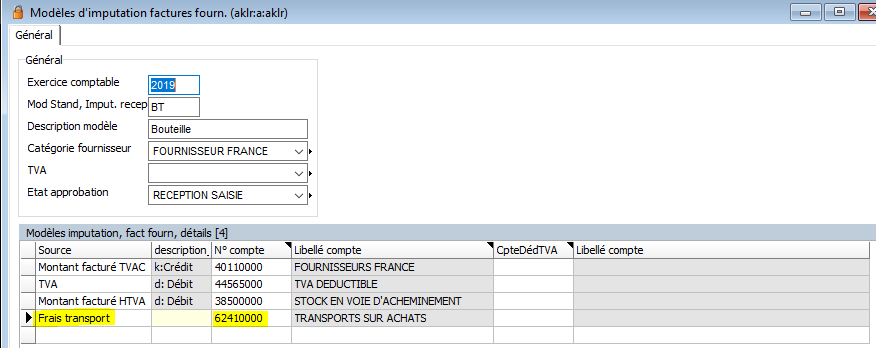 Modèles d'imputation factures fourn. (aklr:a:aklr)
Général
Général
Exercice comptable 2019
Mod Stand, Imput. recep BT
Description modèle Bouteille
Catégorie fournisseur FOURNISSEUR FRANCE
TVA
Etat approbation RECEPTION SAISIE
Modèles imputation, fact fourn, détails [4]
Source description_ N° compte Libellé compte CpteDédTVA Libellé compte
Montant facturé TVAC k:Crédit 40110000 FOURNISSEURS FRANCE
TVA d: Débit 44565000 TVA DEDUCTIBLE
Montant facturé HTVA d: Débit 38500000 STOCK EN VOIE D'ACHEMINEMENT
Frais transport 62410000 TRANSPORTS SUR ACHATS